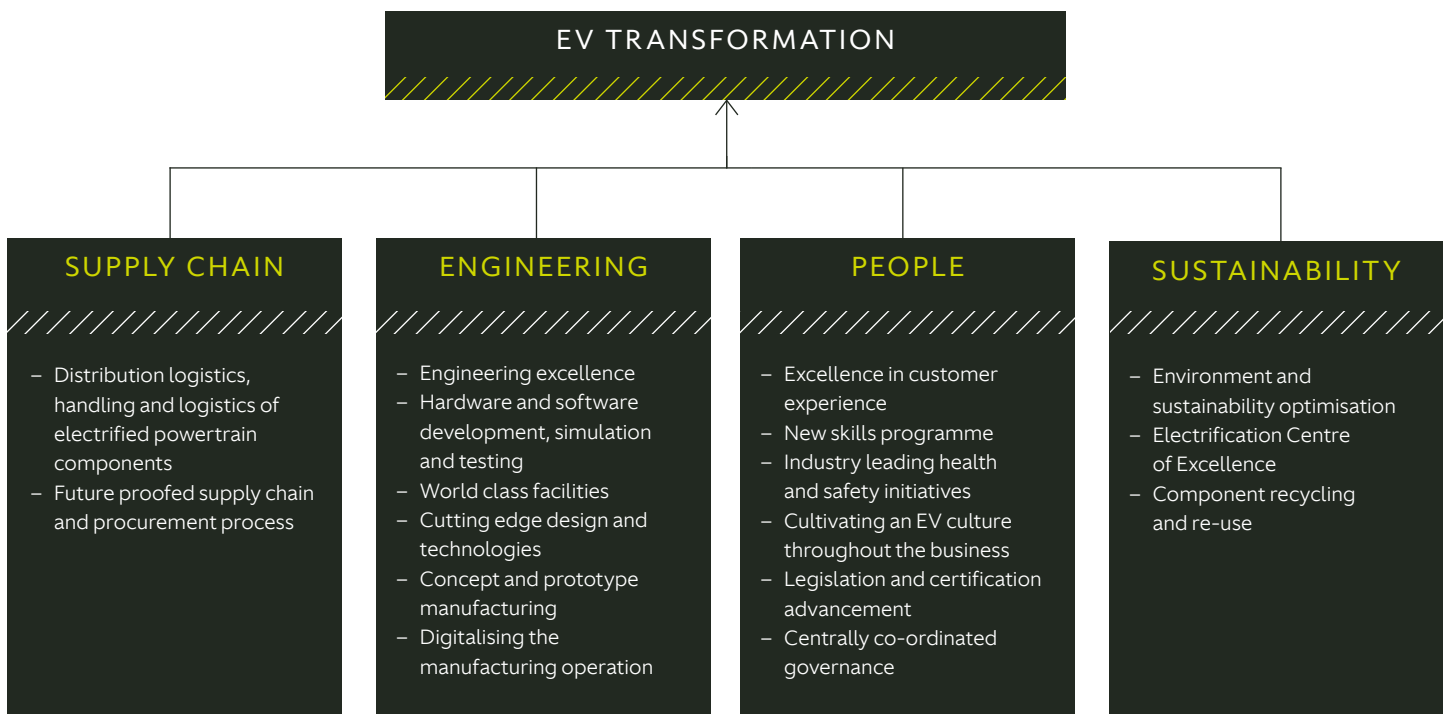 EV TRANSFORMATION
SUPPLY CHAIN
– Distribution logistics,
handling and logistics of
electrified powertrain
components
– Future proofed supply chain
and procurement process
ENGINEERING
– Engineering excellence
– Hardware and software
development, simulation
and testing
– World class facilities
– Cutting edge design and
technologies
– Concept and prototype
manufacturing
– Digitalising the
manufacturing operation
PEOPLE
– Excellence in customer
experience
– New skills programme
– Industry leading health
and safety initiatives
– Cultivating an EV culture
throughout the business
– Legislation and certification
advancement
– Centrally co-ordinated
governance
SUSTAINABILITY
– Environment and
sustainability optimisation
– Electrification Centre
of Excellence
– Component recycling
and re-use